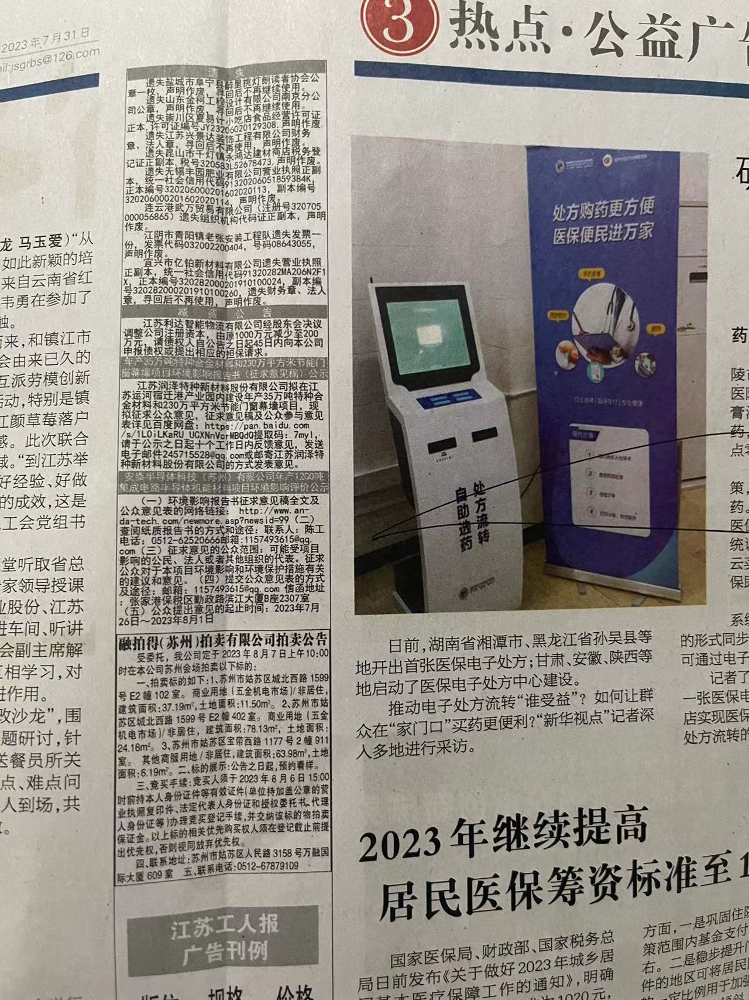 2023年7月31日
ail:jsgrbs@126.com
3 热点·公益广告
龙 马玉爱)“从
如此新颖的培
来自云南省红
韦勇在参加了
触。
来,和镇江市
会由来已久的
互派劳模创新
活动,特别是镇
红颜草莓落户
感。此次联合
“到江苏举
好经验、好做
的成效,这是
工会党组书
堂听取省总
家领导授课
业股份、江苏
进车间、听讲
会副主席解
互相学习,对
进作用。
沙龙”,围
题研讨,针
送餐员所关
点、难点问
人到场,共
遗失
遗失盐城市阜宁县醉里挑灯朗读者协会公
章一枚,声明作废,寻回后不再继续使用。
遗失山东金柯工程设计有限公司南京分公
司公章,声明作废,寻回后不再继续使用。
遗失崇川区夏易计小吃店食品经营许可证
正本,许可证编号JY23206020129308,声明作废
遗失江苏兴景达装饰工程有限公司财务
章、法人章,寻回后不再使用,声明作废。
遗失昆山市千灯镇永鸿达建材商店税务登
记证正副本,税号320583L52678473,声明作废。
遗失无锡丰园肥业有限公司营业执照正副
本,统一社会信用代码91320206051859384K,
正本编号320206000201602020113,副本编号
320206000201602020114,声明作废。
连云港武万贸易有限公司(注册号320705
000056865)遗失组织机构代码证正副本,声明
作废。
江阴市青阳镇老张安装工程队遗失发票一
份,发票代码032002200404,号码08643055,
声明作废。
宜兴市亿铂新材料有限公司遗失营业执照
正副本,统一社会信用代码91320282MA206N2F1
X,正本编号320282000201910100024,副本编
号320282000201910100260,遗失财务章、法人
章,寻回后不再使用,声明作废。
减资公告
江苏利达智能物流有限公司经股东会决议
调整公司注册资本,由原1000万元减少至200
万元,请债权人自公告之日起45日内向本公司
申报债权或提出相应的担保请求。
年产35万吨特种合金材料和230万平方米节能门
窗幕墙项目环境影响报告书(征求意见稿)公示
江苏润泽特种新材料股份有限公司拟在江
苏运河宿迁港产业园内建设年产35万吨特种合
金材料和230万平方米节能门窗幕墙项目,现
拟征求公众意见,征求意见稿及公众参与意见
表详见百度网盘:https://pan.baidu.com
/s/1LOiLKaRU_UGXNnVcrMBQdQ提取码:7myl,
请于公示之日起十个工作日内反馈意见,发送
电子邮件245715528@qq.com或邮寄江苏润泽特
种新材料股份有限公司的方式发表意见。
安泰半导体科技(苏州)有限公司年产1200吨
集成电路半导体机能材料项目环境影响评价公示
(一)环境影响报告书征求意见稿全文及
公众意见表的网络链接:http://www.an-
da-tech.com/newmore.asp?newsid=99(二)
查阅纸质报告书的方式和途径:联系人:陈工
电话:0512-62520666邮箱:1157493615@qq.
com(三)征求意见的公众范围:可能受项目
影响的公民、法人或者其他组织的代表。征求
公众对于本项目环境影响和环境保护措施有关
的建议和意见。(四)提交公众意见表的方式
及途径:邮箱:1157493615@qq.com 信函地址
:张家港保税区勤政路滨江大厦B座2307室
(五)公众提出意见的起止时间:2023年7月
26日～2023年8月1日
融拍得(苏州)拍卖有限公司拍卖公告
受委托,我公司定于2023年8月7日上午10:00
时在本公司苏州会场拍卖以下标的:
一、拍卖标的如下:1、苏州市姑苏区城北西路1599
号E2幢102室。商业用地(五金机电市场)/非居住,
建筑面积:37.19㎡,土地面积:11.50㎡。2、苏州市姑
苏区城北西路1599号E2幢402室。商业用地(五金
机电市场)/非居住,建筑面积:78.13㎡,土地面积:
24.16㎡。3、苏州市姑苏区宝带西路1177号2幢911
室。其他商服用地/非居住,建筑面积:63.98㎡,土地
面积:6.19㎡。二、标的展示:公告之日起,预约看样。
三、竞买手续:竞买人须于2023年8月6日15:00
时前持本人身份证件等有效证件(单位持加盖公章的营
业执照复印件、法定代表人身份证和授权委托书、代理
人身份证等)办理竞买登记手续,并交纳该标的物拍卖
保证金。以上标的相关优先购买权人须在登记截止前提
出优先权,否则视同放弃优先权。
四、联系地址:苏州市姑苏区人民路3158号万融国
际大厦609室 五、联系电话:0512-67879109
江苏工人报
广告刊例
版位 规格 价格
处方购药更方便
医保便民进万家
操作步骤
1
2
3
4
处方流转
自助选药
日前,湖南省湘潭市、黑龙江省孙吴县等
地开出首张医保电子处方;甘肃、安徽、陕西等
地启动了医保电子处方中心建设。
推动电子处方流转“谁受益”?如何让群
众在“家门口”买药更便利?“新华视点”记者深
入多地进行采访。
药
陵
医院
膏
药,
点
策,
药。
医保
统
云
保
系统
的形式同步
可通过电子
记者了
一张医保电
店实现医保
处方流转的
2023年继续提高
居民医保筹资标准至1
国家医保局、财政部、国家税务总
局日前发布《关于做好2023年城乡居
民基本医疗保障工作的通知》,明确
为1020元,
方面,一是巩固住院
策范围内基金支付
右。二是稳步提升门
件的地区可将居民
定比例用于加强